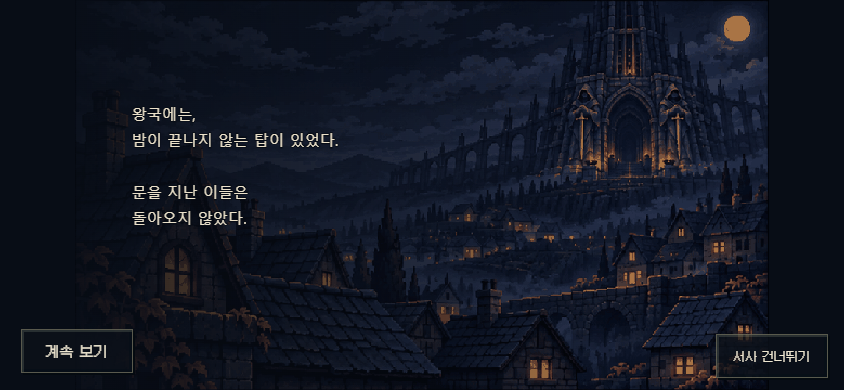 왕국에는,
밤이 끝나지 않는 탑이 있었다.
문을 지난 이들은
돌아오지 않았다.
계속 보기
서사 건너뛰기